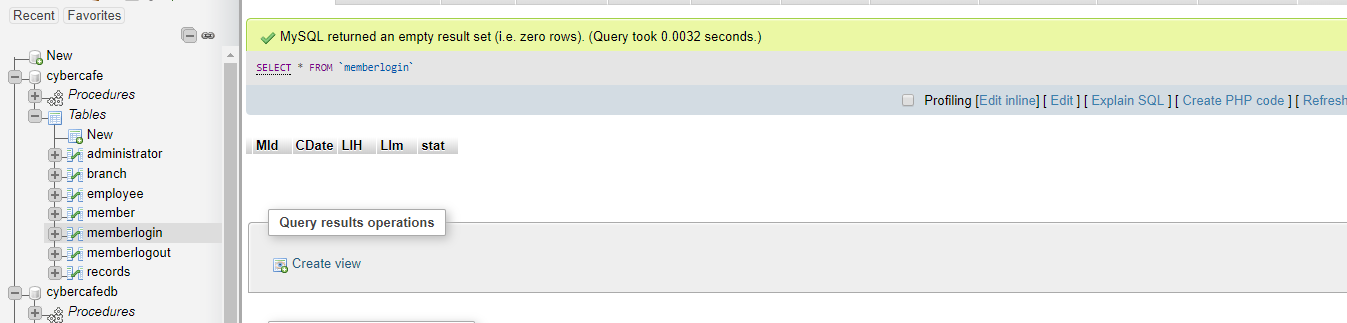 Recent Favorites
New
cybercafe
Procedures
Tables
New
administrator
branch
employee
member
memberlogin
memberlogout
records
cybercafedb
Procedures
MySQL returned an empty result set (i.e. zero rows). (Query took 0.0032 seconds.)
SELECT * FROM `memberlogin`
Profiling [Edit inline] [ Edit ] [ Explain SQL ] [ Create PHP code ] [ Refresh
MId CDate LIH LIm stat
Query results operations
Create view